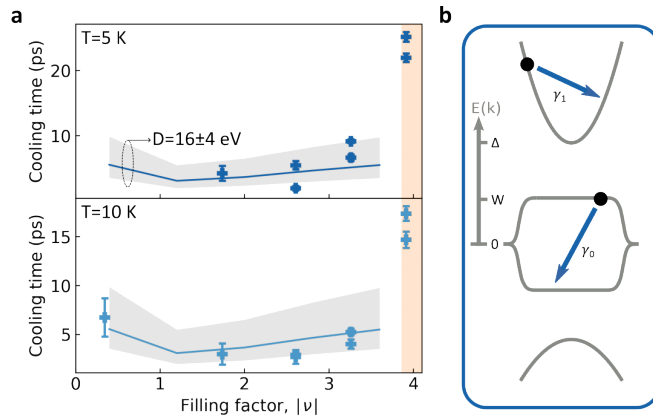 a
T=5 K
Cooling time (ps)
20
10
D=16±4 eV
T=10 K
Cooling time (ps)
15
10
5
0 1 2 3 4
Filling factor, |ν|
b
E(k)
Δ
W
0
γ1
γ0